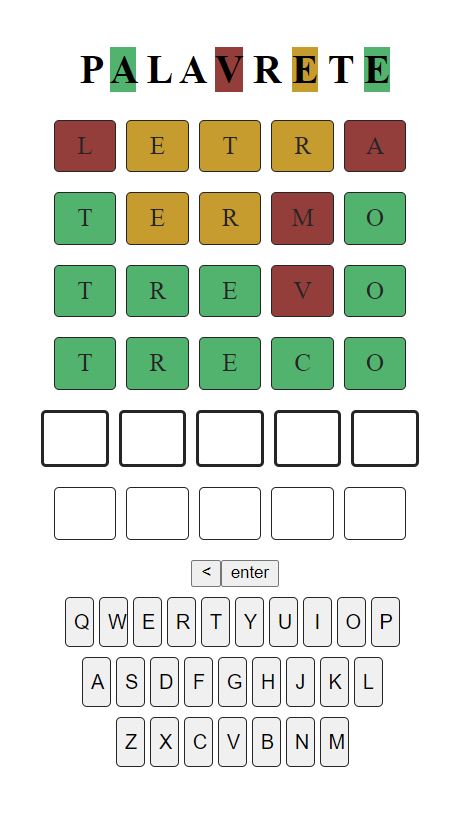 PALAVRETE
L E T R A
T E R M O
T R E V O
T R E C O
< enter
Q W E R T Y U I O P
A S D F G H J K L
Z X C V B N M